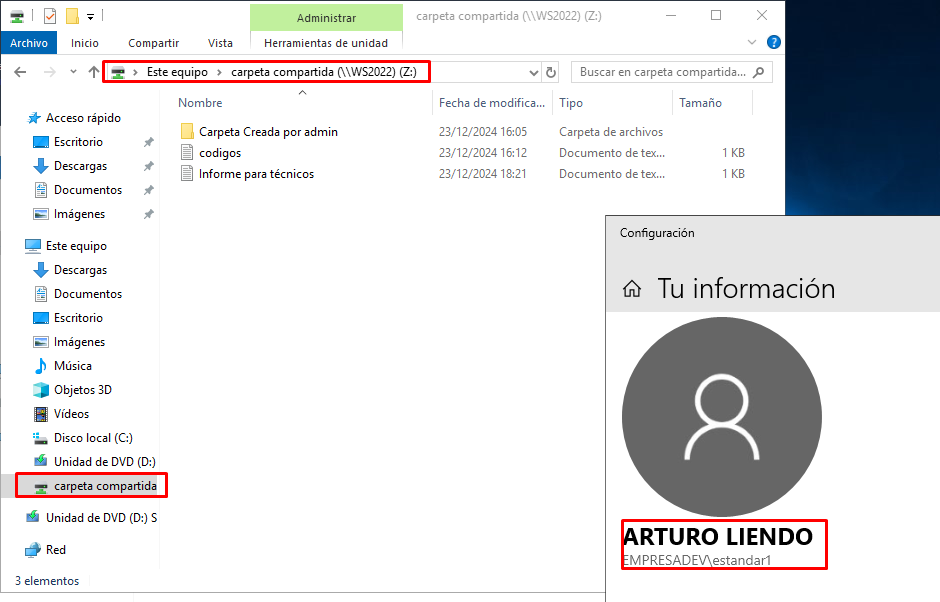 Administrar
carpeta compartida (\\WS2022) (Z:)
Archivo
Inicio
Compartir
Vista
Herramientas de unidad
?
Este equipo > carpeta compartida (\\WS2022) (Z:)
Buscar en carpeta compartida...
Nombre
Fecha de modifica...
Tipo
Tamaño
Carpeta Creada por admin 23/12/2024 16:05 Carpeta de archivos
codigos 23/12/2024 16:12 Documento de tex... 1 KB
Informe para técnicos 23/12/2024 18:21 Documento de tex... 1 KB
Acceso rápido
Escritorio
Descargas
Documentos
Imágenes
Este equipo
Descargas
Documentos
Escritorio
Imágenes
Música
Objetos 3D
Vídeos
Disco local (C:)
Unidad de DVD (D:)
carpeta compartida
Unidad de DVD (D:) S
Red
3 elementos
Configuración
Tu información
ARTURO LIENDO
EMPRESADEV\estandar1